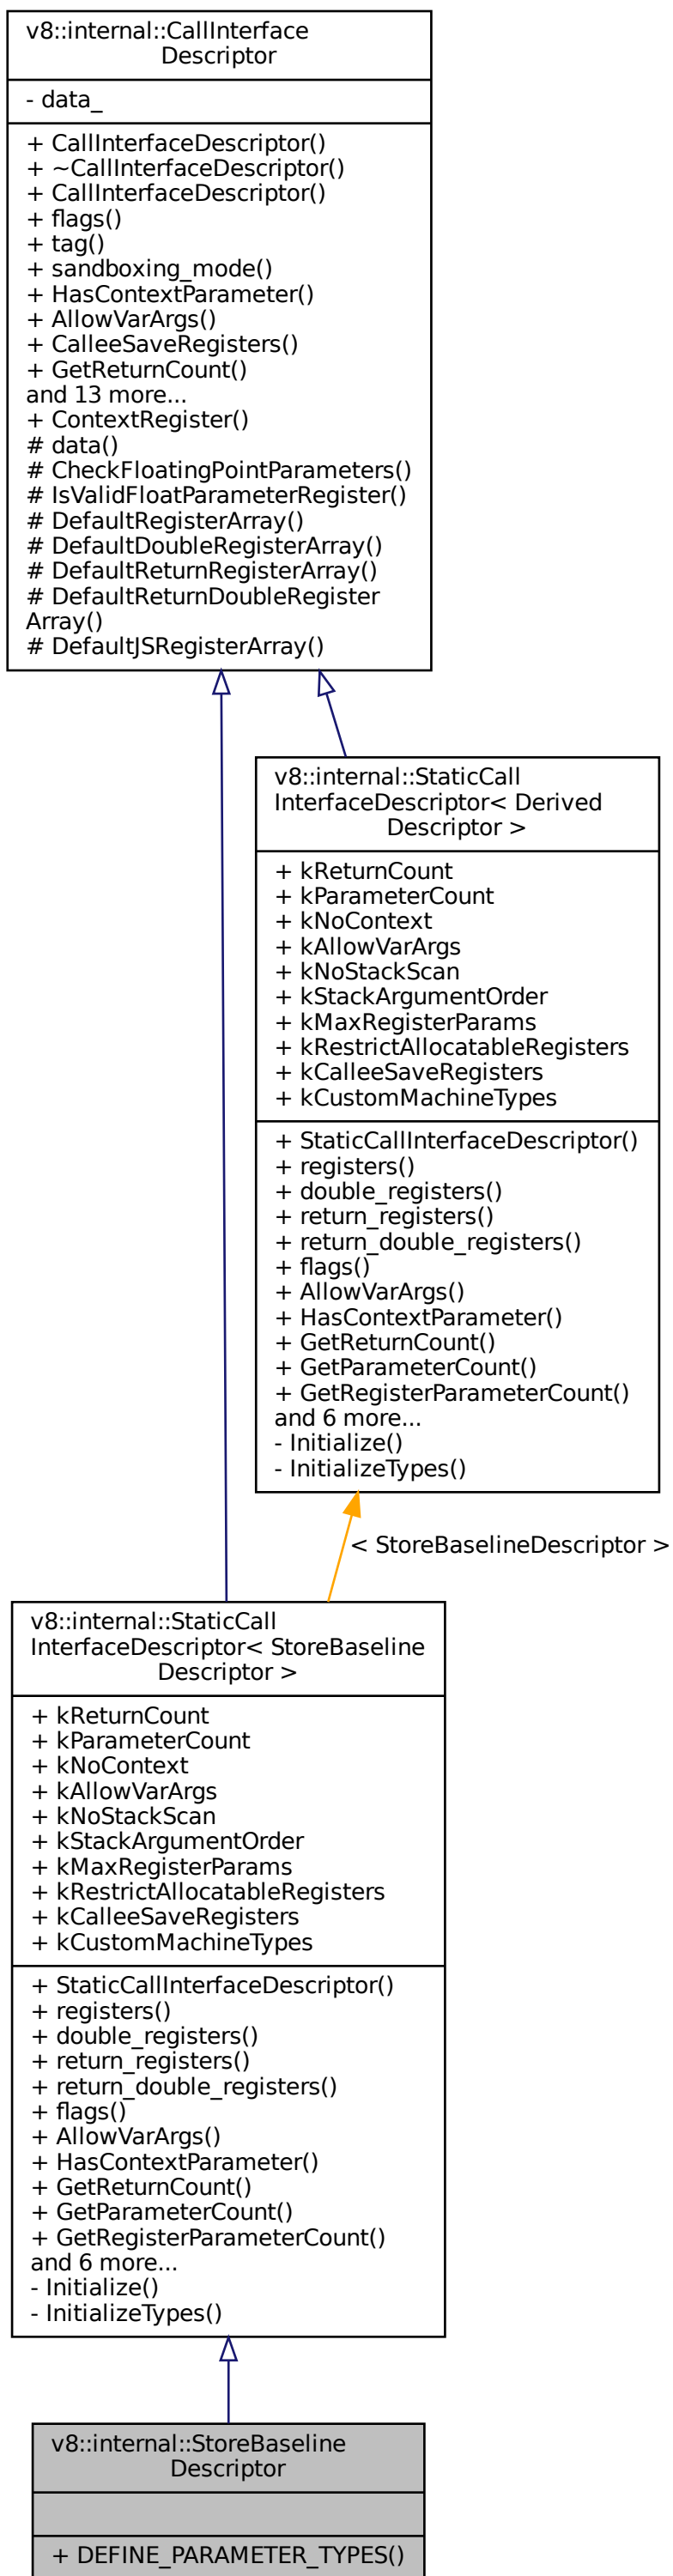 v8::internal::CallInterface
Descriptor
- data_
+ CallInterfaceDescriptor()
+ ~CallInterfaceDescriptor()
+ CallInterfaceDescriptor()
+ flags()
+ tag()
+ sandboxing_mode()
+ HasContextParameter()
+ AllowVarArgs()
+ CalleeSaveRegisters()
+ GetReturnCount()
and 13 more...
+ ContextRegister()
# data()
# CheckFloatingPointParameters()
# IsValidFloatParameterRegister()
# DefaultRegisterArray()
# DefaultDoubleRegisterArray()
# DefaultReturnRegisterArray()
# DefaultReturnDoubleRegister
Array()
# DefaultJSRegisterArray()
v8::internal::StaticCall
InterfaceDescriptor< Derived
Descriptor >
+ kReturnCount
+ kParameterCount
+ kNoContext
+ kAllowVarArgs
+ kNoStackScan
+ kStackArgumentOrder
+ kMaxRegisterParams
+ kRestrictAllocatableRegisters
+ kCalleeSaveRegisters
+ kCustomMachineTypes
+ StaticCallInterfaceDescriptor()
+ registers()
+ double_registers()
+ return_registers()
+ return_double_registers()
+ flags()
+ AllowVarArgs()
+ HasContextParameter()
+ GetReturnCount()
+ GetParameterCount()
+ GetRegisterParameterCount()
and 6 more...
- Initialize()
- InitializeTypes()
< StoreBaselineDescriptor >
v8::internal::StaticCall
InterfaceDescriptor< StoreBaseline
Descriptor >
+ kReturnCount
+ kParameterCount
+ kNoContext
+ kAllowVarArgs
+ kNoStackScan
+ kStackArgumentOrder
+ kMaxRegisterParams
+ kRestrictAllocatableRegisters
+ kCalleeSaveRegisters
+ kCustomMachineTypes
+ StaticCallInterfaceDescriptor()
+ registers()
+ double_registers()
+ return_registers()
+ return_double_registers()
+ flags()
+ AllowVarArgs()
+ HasContextParameter()
+ GetReturnCount()
+ GetParameterCount()
+ GetRegisterParameterCount()
and 6 more...
- Initialize()
- InitializeTypes()
v8::internal::StoreBaseline
Descriptor
+ DEFINE_PARAMETER_TYPES()